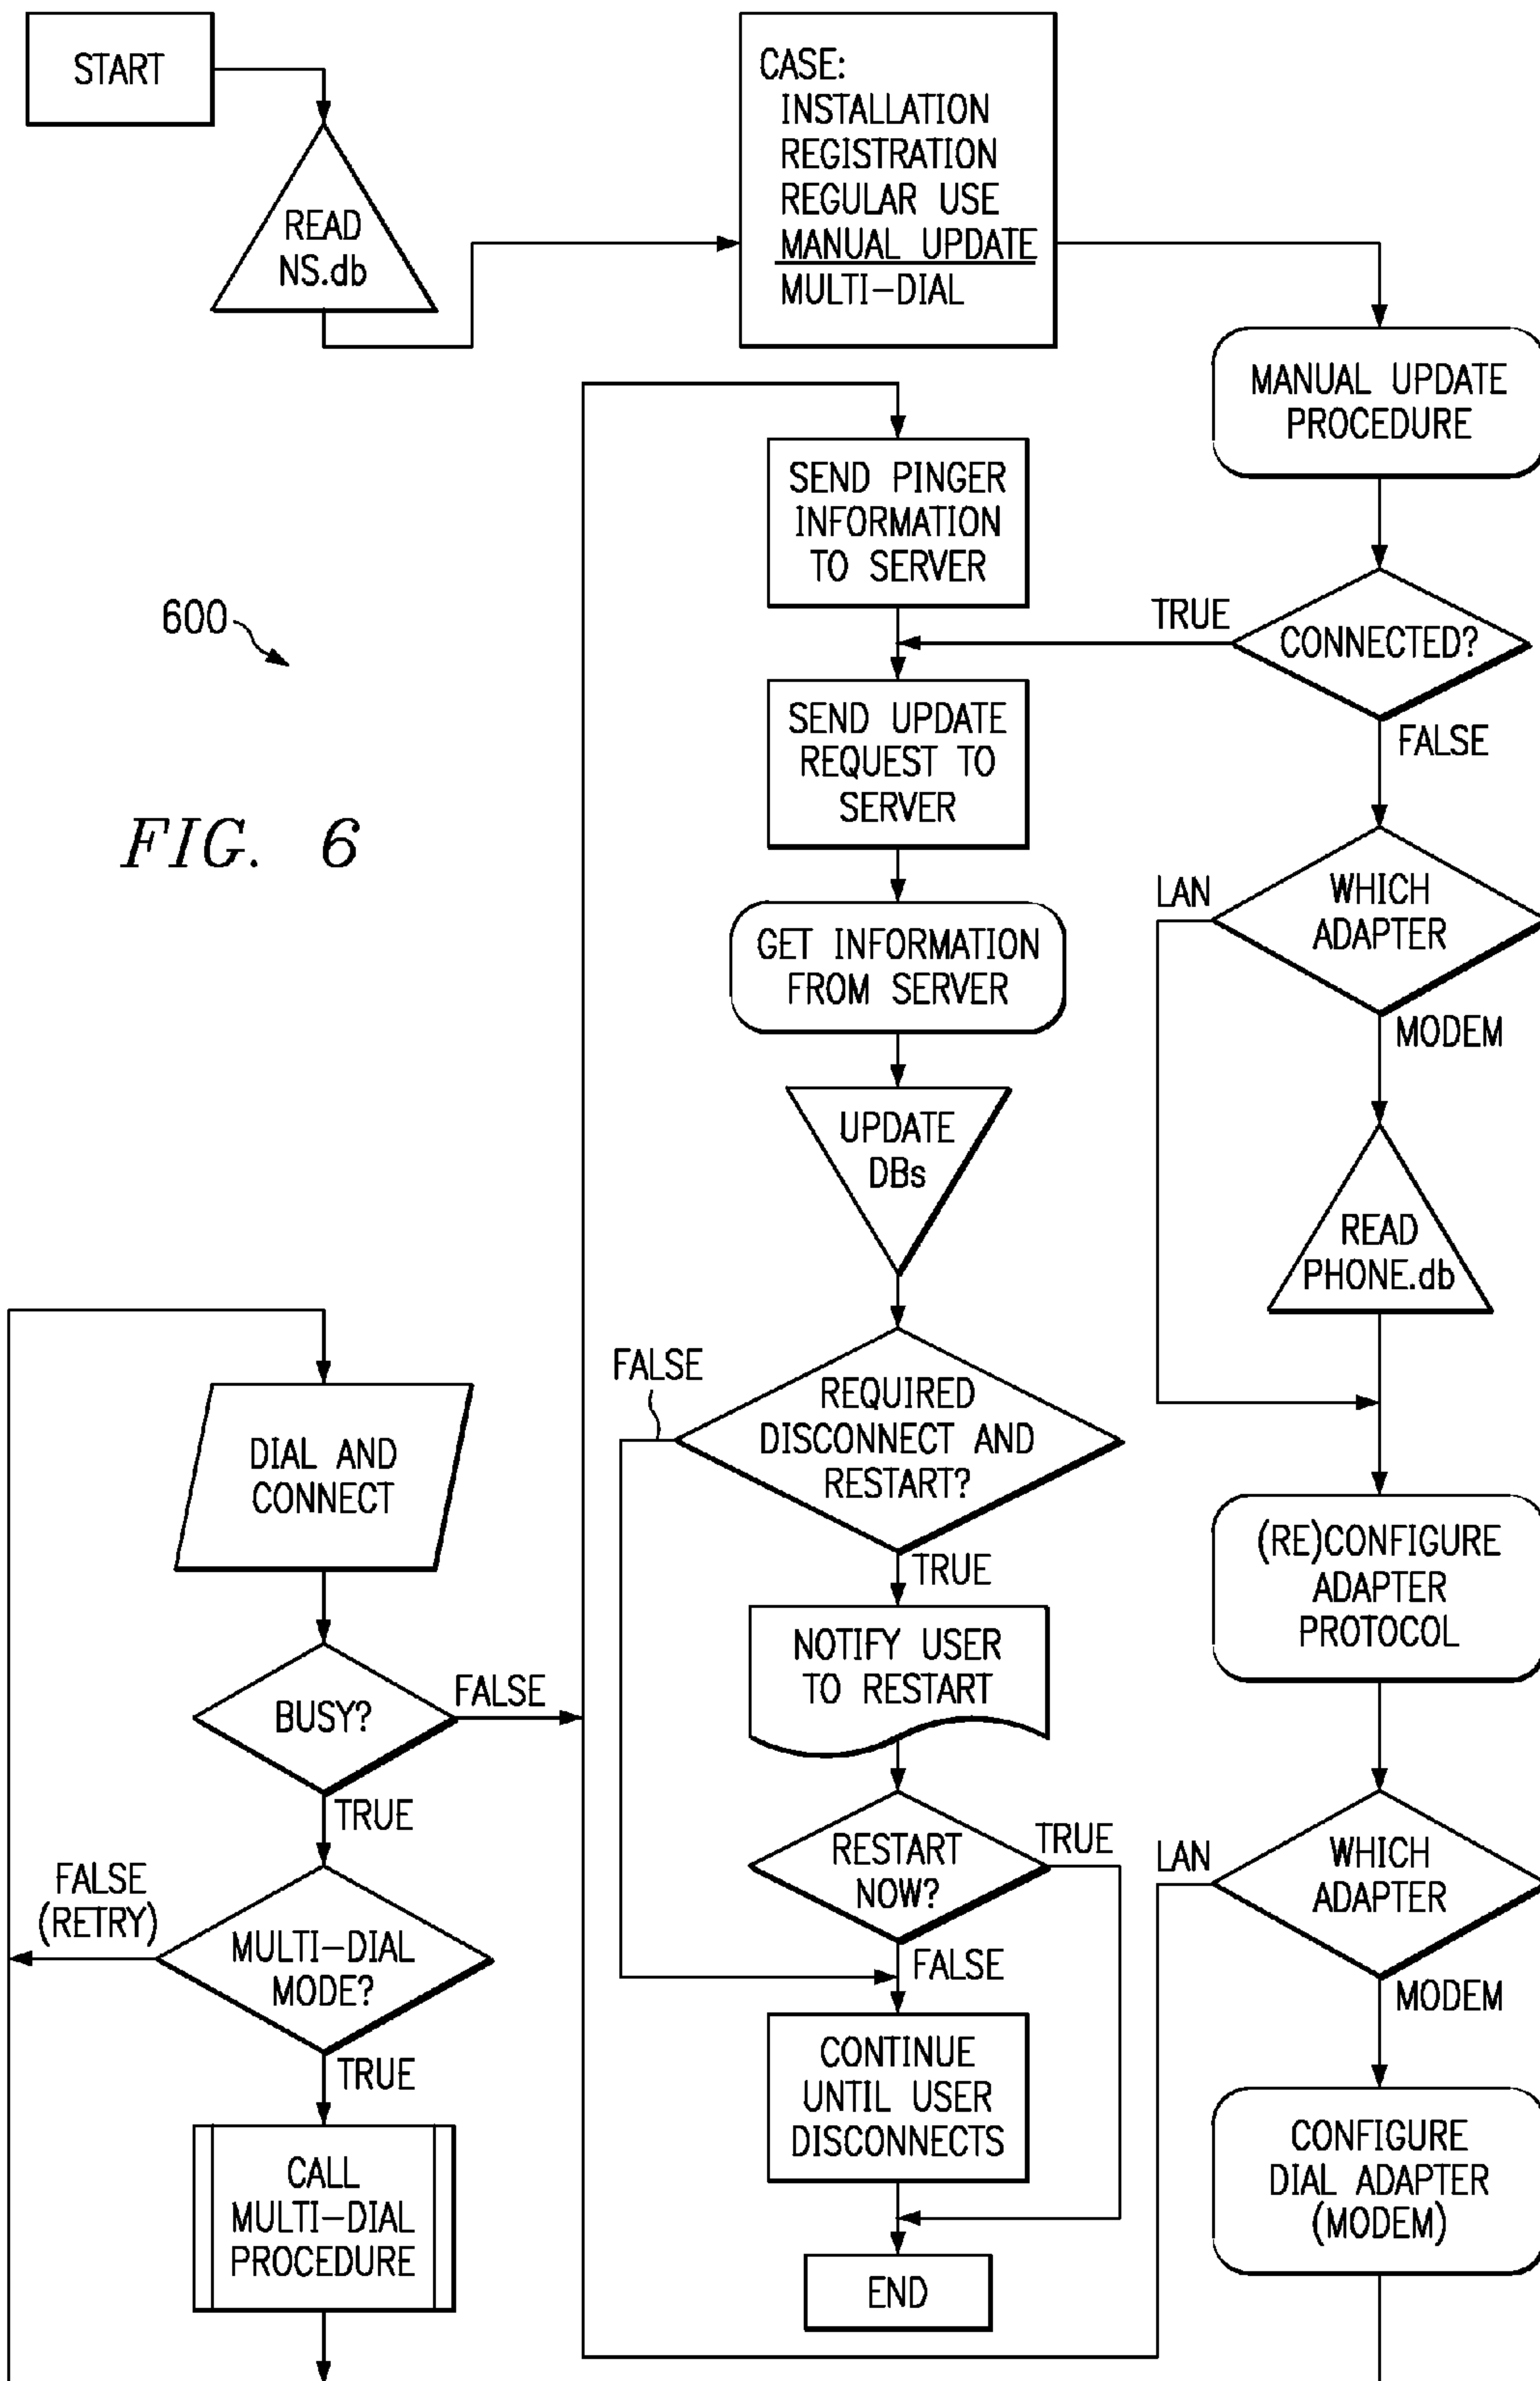 START
READ
NS.db
CASE:
INSTALLATION
REGISTRATION
REGULAR USE
MANUAL UPDATE
MULTI-DIAL
MANUAL UPDATE
PROCEDURE
CONNECTED?
TRUE
FALSE
WHICH
ADAPTER
LAN
MODEM
READ
PHONE.db
(RE)CONFIGURE
ADAPTER
PROTOCOL
WHICH
ADAPTER
LAN
MODEM
CONFIGURE
DIAL ADAPTER
(MODEM)
SEND PINGER
INFORMATION
TO SERVER
SEND UPDATE
REQUEST TO
SERVER
GET INFORMATION
FROM SERVER
UPDATE
DBs
FALSE
REQUIRED
DISCONNECT AND
RESTART?
TRUE
NOTIFY USER
TO RESTART
RESTART
NOW?
TRUE
FALSE
CONTINUE
UNTIL USER
DISCONNECTS
END
600
FIG. 6
DIAL AND
CONNECT
BUSY?
FALSE
TRUE
FALSE
(RETRY)
MULTI-DIAL
MODE?
TRUE
CALL
MULTI-DIAL
PROCEDURE